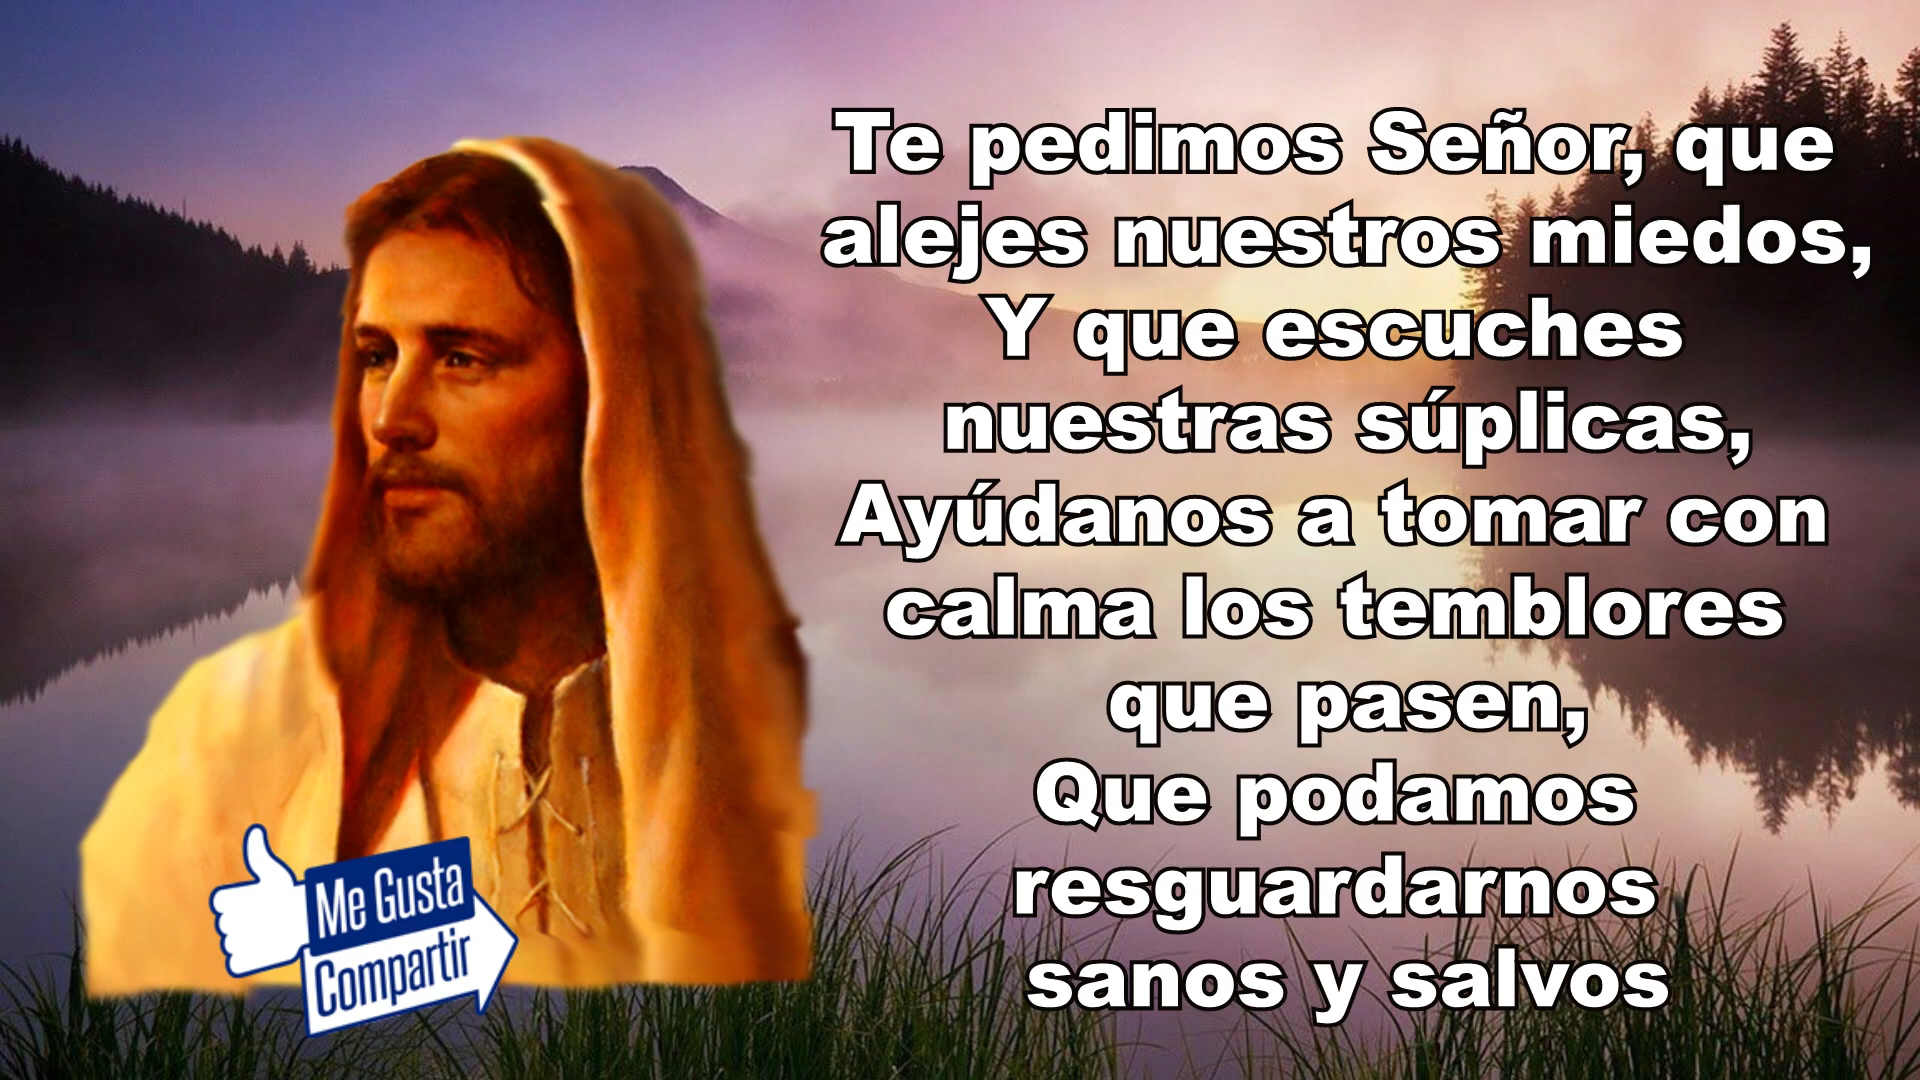 Te pedimos Señor, que
alejes nuestros miedos,
Y que escuches
nuestras súplicas,
Ayúdanos a tomar con
calma los temblores
que pasen,
Que podamos
resguardarnos
sanos y salvos
Me Gusta
Compartir